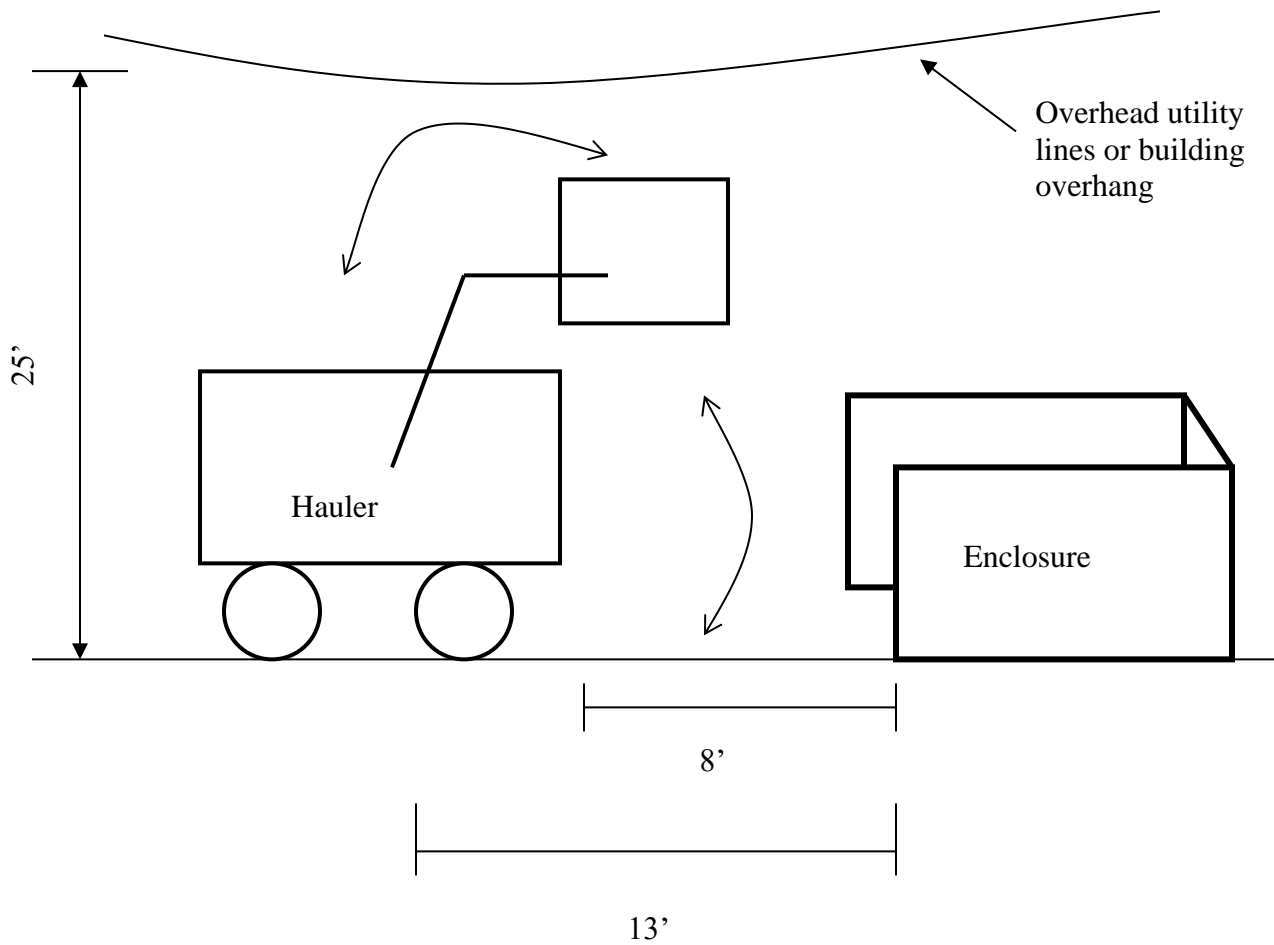 Overhead utility
lines or building
overhang
25’
Hauler
Enclosure
8’
13’